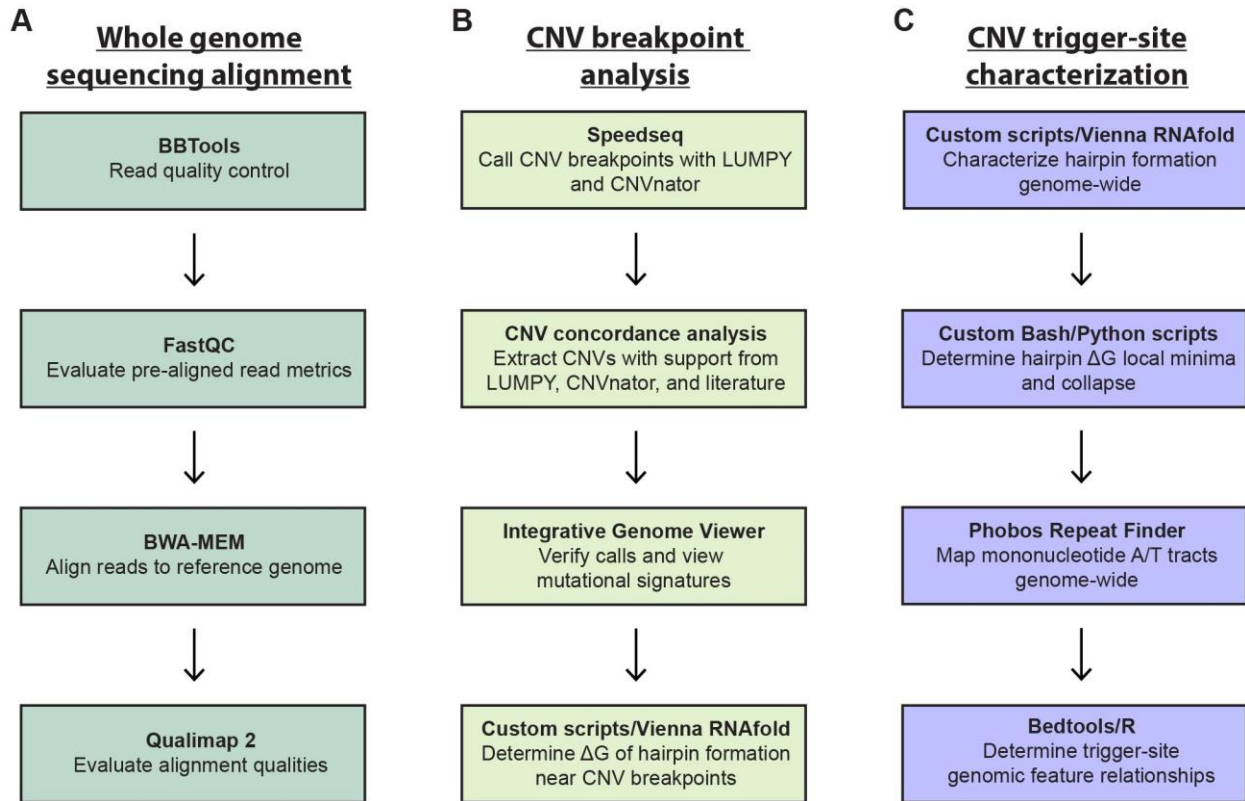 A
Whole genome
sequencing alignment
BBTools
Read quality control
FastQC
Evaluate pre-aligned read metrics
BWA-MEM
Align reads to reference genome
Qualimap 2
Evaluate alignment qualities
B
CNV breakpoint
analysis
Speedseq
Call CNV breakpoints with LUMPY
and CNVnator
CNV concordance analysis
Extract CNVs with support from
LUMPY, CNVnator, and literature
Integrative Genome Viewer
Verify calls and view
mutational signatures
Custom scripts/Vienna RNAfold
Determine ΔG of hairpin formation
near CNV breakpoints
C
CNV trigger-site
characterization
Custom scripts/Vienna RNAfold
Characterize hairpin formation
genome-wide
Custom Bash/Python scripts
Determine hairpin ΔG local minima
and collapse
Phobos Repeat Finder
Map mononucleotide A/T tracts
genome-wide
Bedtools/R
Determine trigger-site
genomic feature relationships